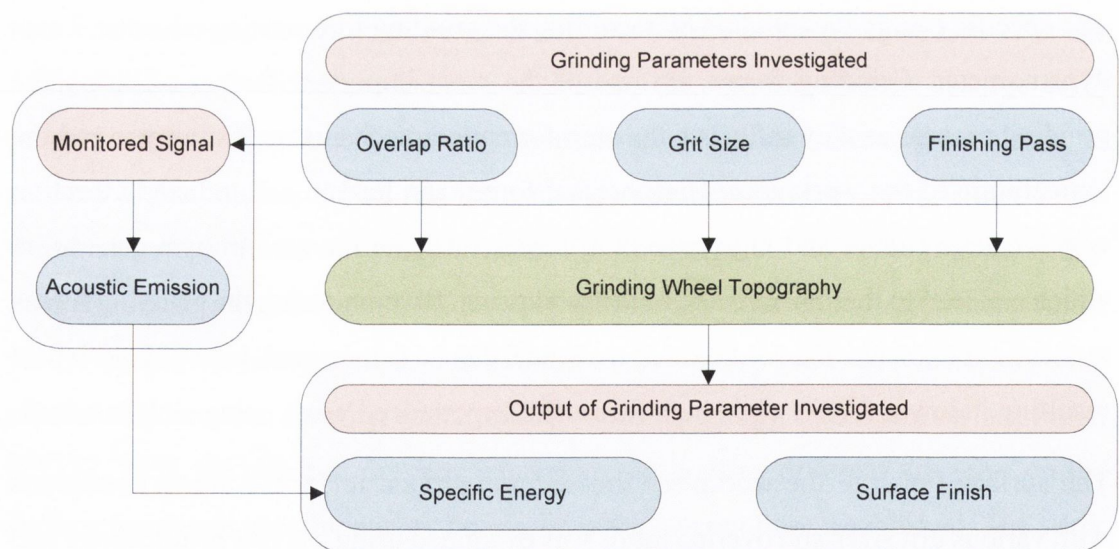 Grinding Parameters Investigated
Monitored Signal
Overlap Ratio
Grit Size
Finishing Pass
Acoustic Emission
Grinding Wheel Topography
Output of Grinding Parameter Investigated
Specific Energy
Surface Finish